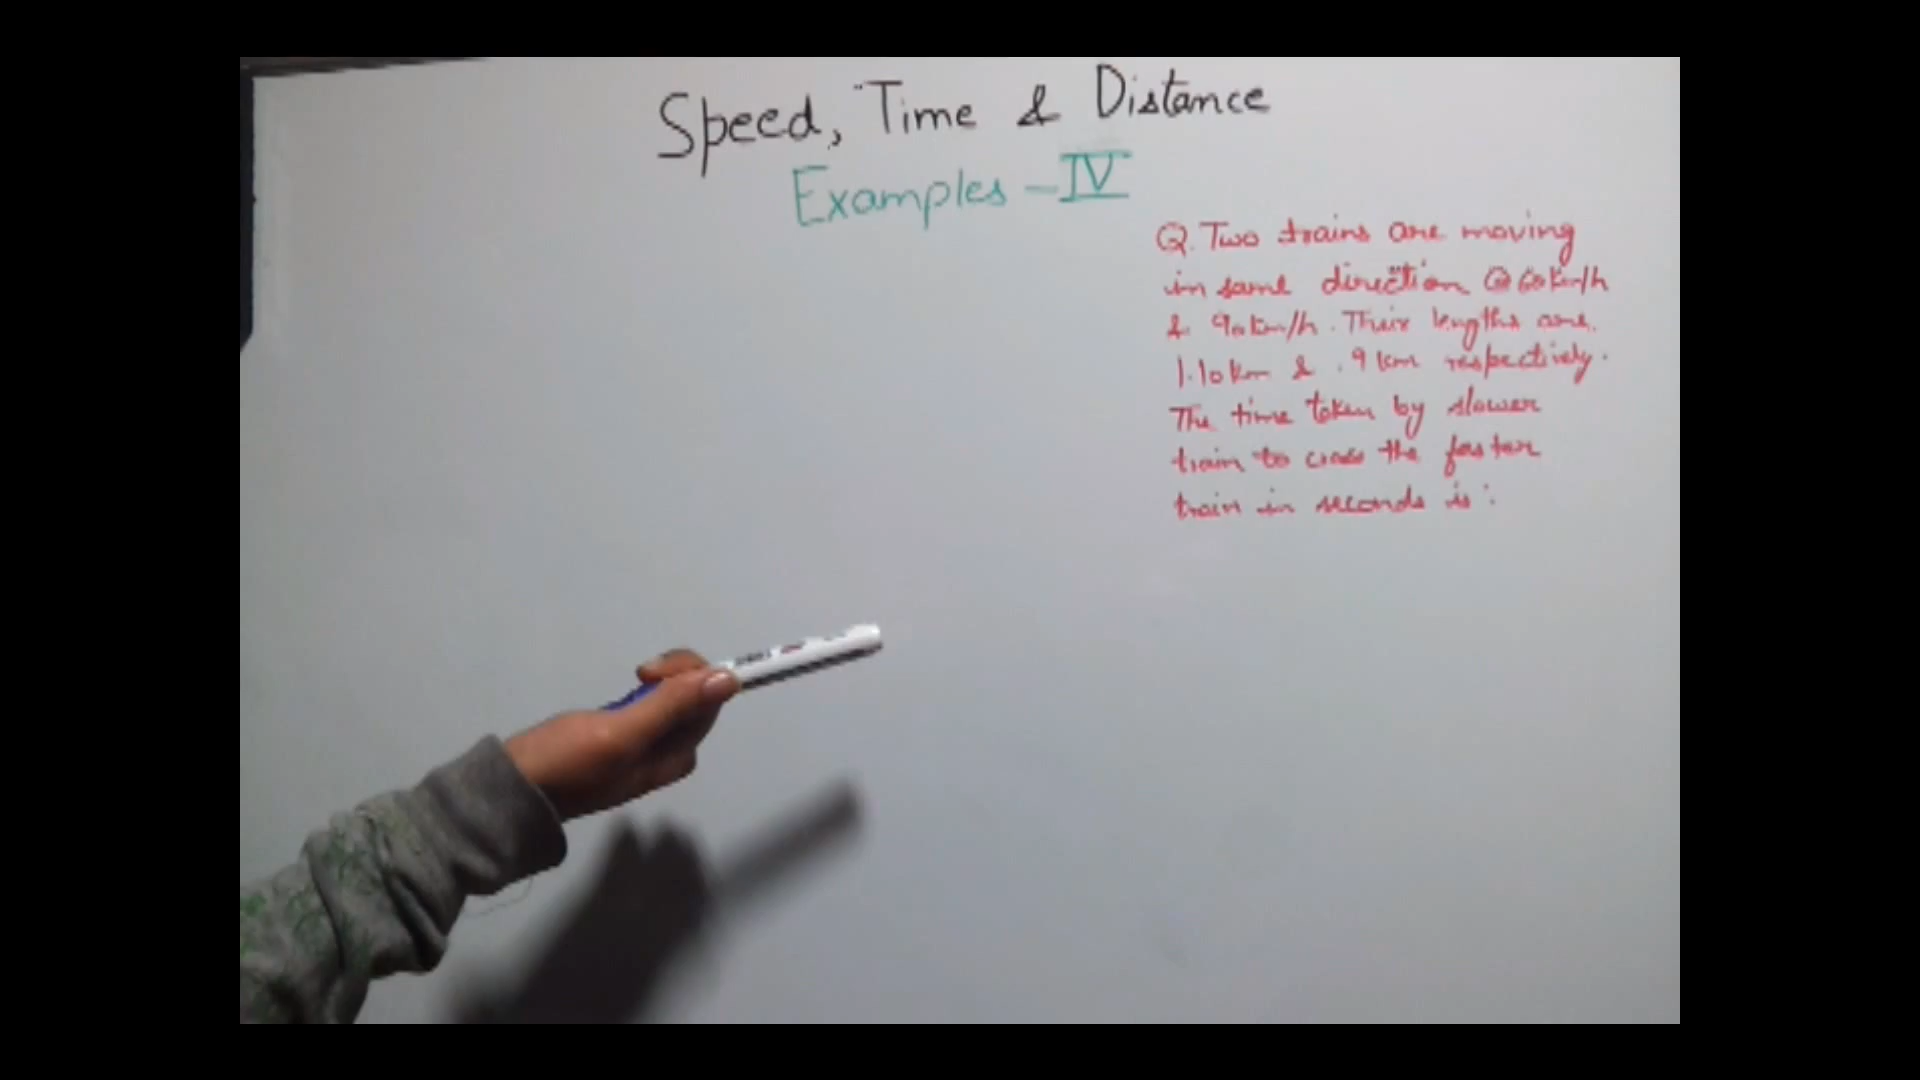 Speed, Time & Distance
Examples - IV
Q. Two trains are moving
in same direction @ 60km/h
& 90km/h. Their lengths are
1.10km & .9km respectively.
The time taken by slower
train to cross the faster
train in seconds is: